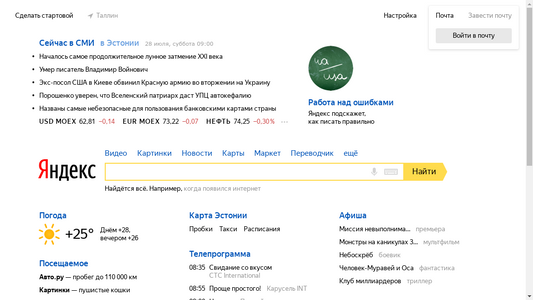 Сделать стартовой
Таллин
Настройка
Почта
Завести почту
Войти в почту
Сейчас в СМИ в Эстонии 28 июля, суббота 09:00
Началось самое продолжительное лунное затмение XXI века
Умер писатель Владимир Войнович
Экс-посол США в Киеве обвинил Красную армию во вторжении на Украину
Порошенко уверен, что Вселенский патриарх даст УПЦ автокефалию
Названы самые небезопасные для пользования банковскими картами страны
USD MOEX 62,81 −0,14 EUR MOEX 73,22 −0,07 НЕФТЬ 74,25 −0,30% ···
Работа над ошибками
Яндекс подскажет,
как писать правильно
Видео Картинки Новости Карты Маркет Переводчик ещё
Яндекс
Найти
Найдётся всё. Например, когда появился интернет
Погода
+25°
Днём +28,
вечером +26
Посещаемое
Авто.ру — пробег до 110 000 км
Картинки — пушистые кошки
Карта Эстонии
Пробки Такси Расписания
Телепрограмма
08:35 Свидание со вкусом
СТС International
08:55 Проще простого! Карусель INT
Афиша
Миссия невыполнима... премьера
Монстры на каникулах 3... мультфильм
Небоскрёб боевик
Человек-Муравей и Оса фантастика
Клуб миллиардеров триллер